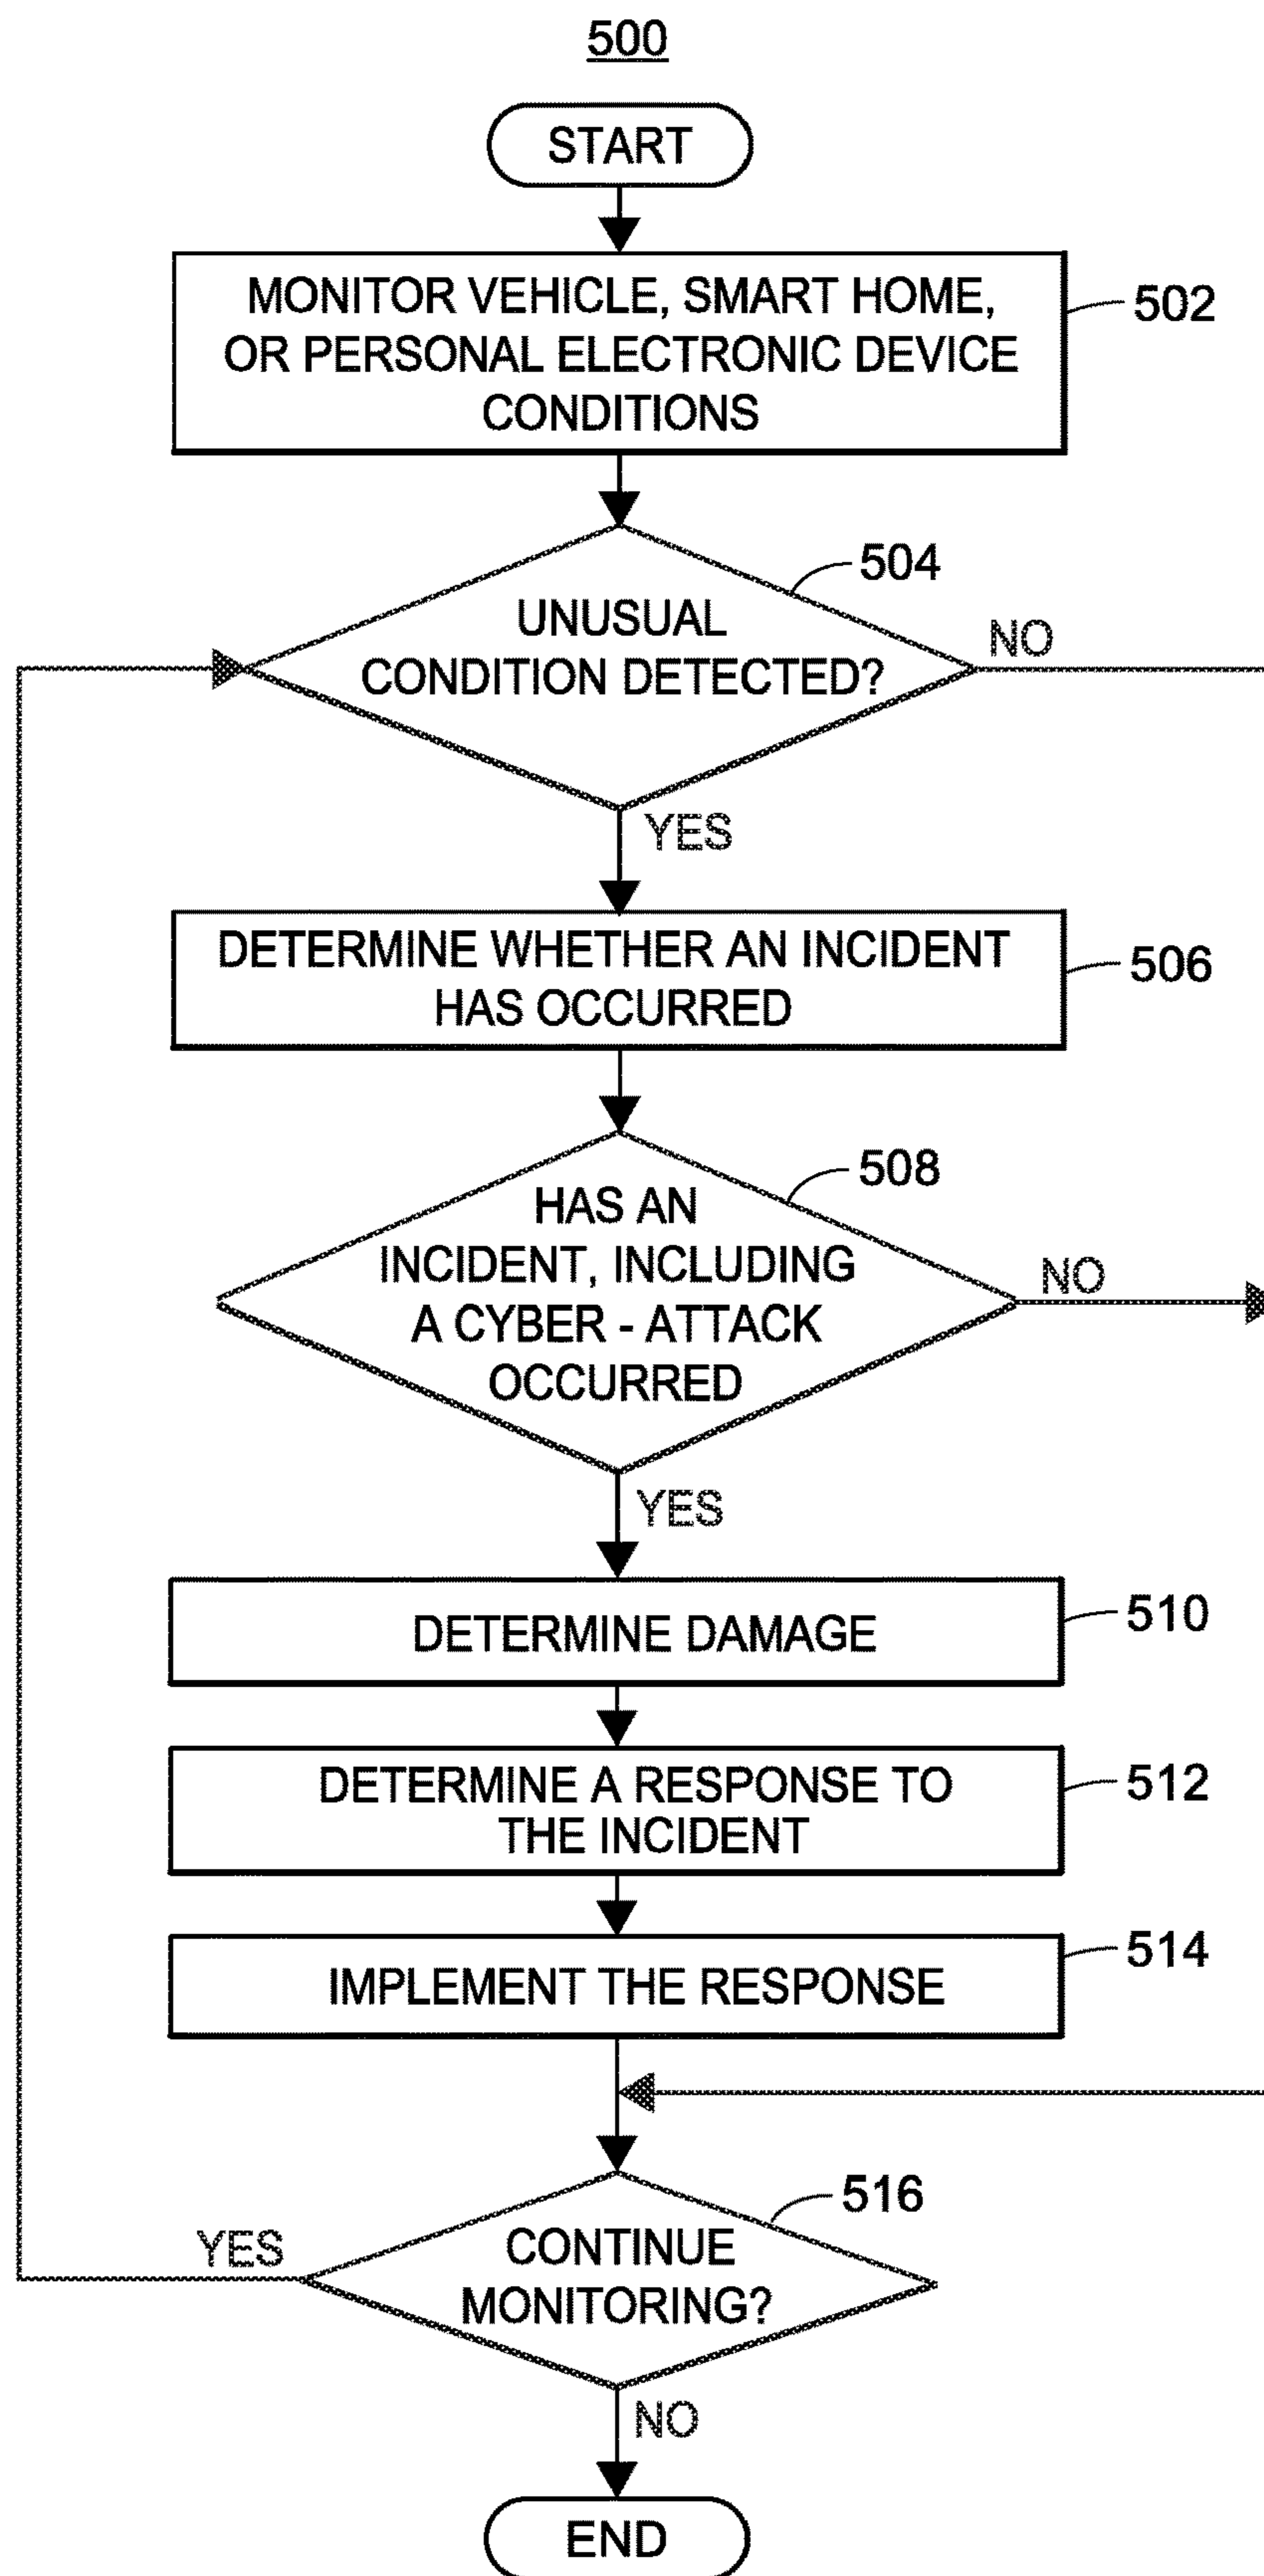 500
START
MONITOR VEHICLE, SMART HOME,
OR PERSONAL ELECTRONIC DEVICE
CONDITIONS
502
504
UNUSUAL
CONDITION DETECTED?
NO
YES
DETERMINE WHETHER AN INCIDENT
HAS OCCURRED
506
508
HAS AN
INCIDENT, INCLUDING
A CYBER - ATTACK
OCCURRED
NO
YES
DETERMINE DAMAGE
510
DETERMINE A RESPONSE TO
THE INCIDENT
512
IMPLEMENT THE RESPONSE
514
516
CONTINUE
MONITORING?
YES
NO
END